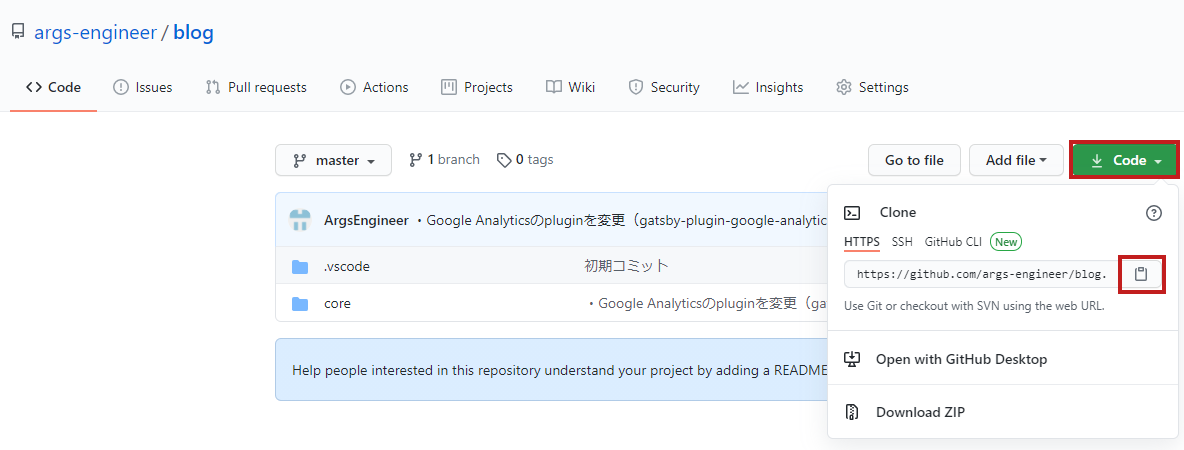 args-engineer / blog
Code Issues Pull requests Actions Projects Wiki Security Insights Settings
master 1 branch 0 tags Go to file Add file Code
ArgsEngineer ・Google Analyticsのpluginを変更（gatsby-plugin-google-analytic
.vscode 初期コミット
core ・Google Analyticsのpluginを変更（gat
Help people interested in this repository understand your project by adding a README
Clone
HTTPS SSH GitHub CLI New
https://github.com/args-engineer/blog.
Use Git or checkout with SVN using the web URL.
Open with GitHub Desktop
Download ZIP